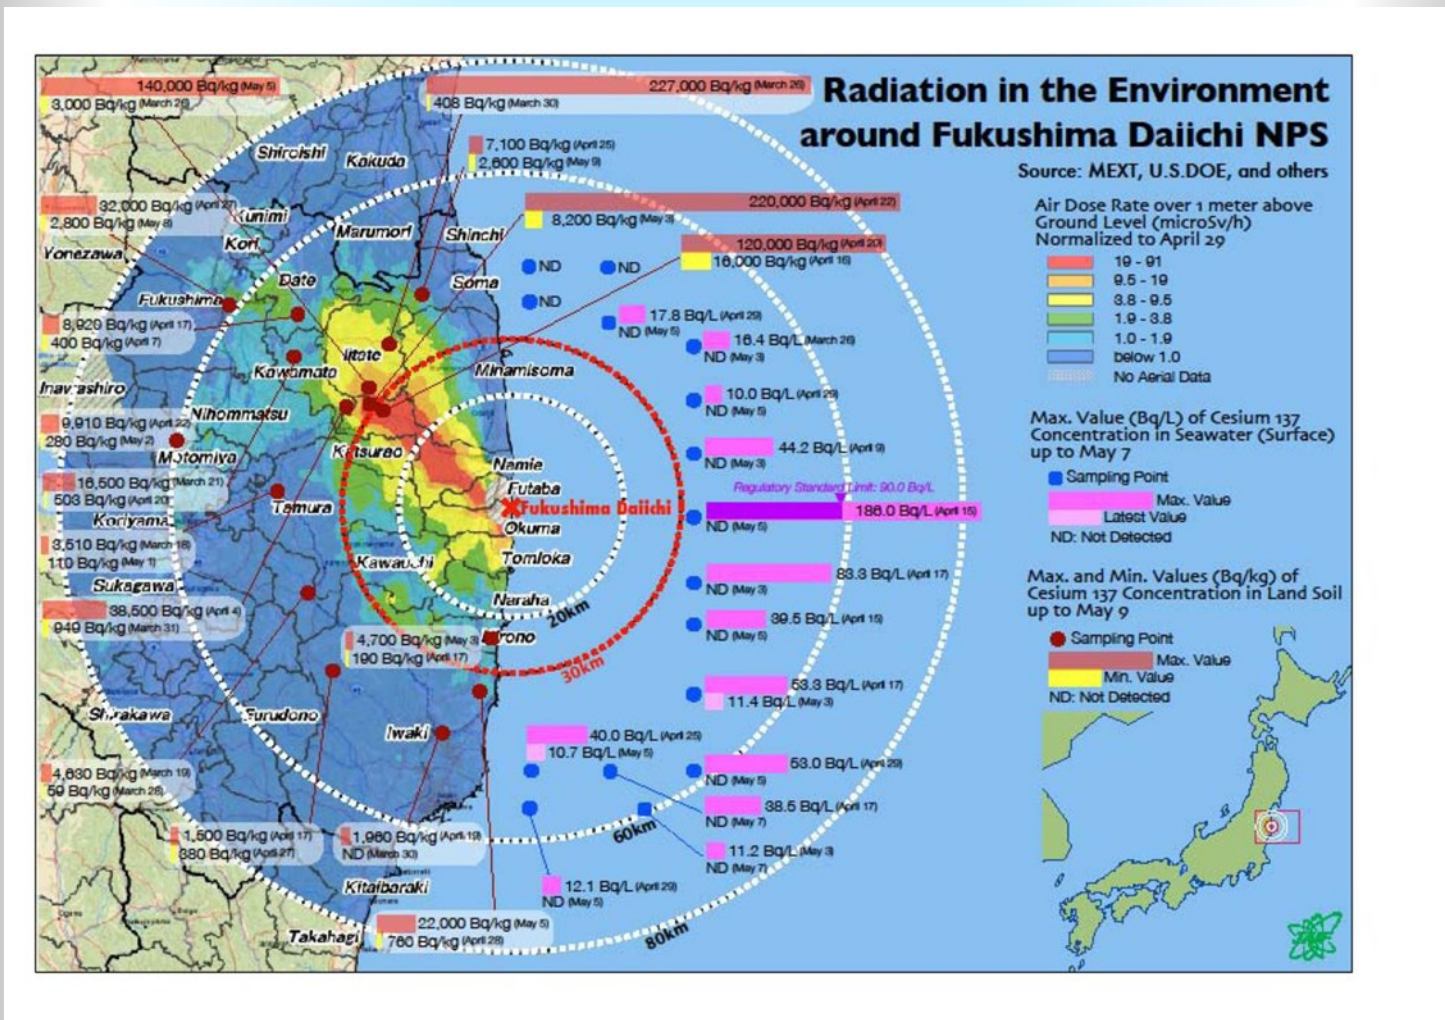 Radiation in the Environment
around Fukushima Daiichi NPS
Source: MEXT, U.S.DOE, and others
Air Dose Rate over 1 meter above
Ground Level (microSv/h)
Normalized to April 29
19 - 91
9.5 - 19
3.8 - 9.5
1.9 - 3.8
1.0 - 1.9
below 1.0
No Aerial Data
Max. Value (Bq/L) of Cesium 137
Concentration in Seawater (Surface)
up to May 7
Sampling Point
Max. Value
Latest Value
ND: Not Detected
Max. and Min. Values (Bq/kg) of
Cesium 137 Concentration in Land Soil
up to May 9
Sampling Point
Max. Value
Min. Value
ND: Not Detected
140,000 Bq/kg (May 5)
3,000 Bq/kg (March 26)
227,000 Bq/kg (March 26)
408 Bq/kg (March 30)
7,100 Bq/kg (April 25)
2,600 Bq/kg (May 9)
32,000 Bq/kg (April 27)
2,800 Bq/kg (May 8)
220,000 Bq/kg (April 22)
8,200 Bq/kg (May 3)
120,000 Bq/kg (April 20)
16,000 Bq/kg (April 16)
8,920 Bq/kg (April 17)
400 Bq/kg (April 7)
9,910 Bq/kg (April 22)
280 Bq/kg (May 2)
16,500 Bq/kg (March 21)
503 Bq/kg (April 20)
3,510 Bq/kg (March 18)
110 Bq/kg (May 1)
38,500 Bq/kg (April 4)
949 Bq/kg (March 31)
4,700 Bq/kg (May 3)
190 Bq/kg (April 17)
4,630 Bq/kg (March 19)
59 Bq/kg (March 28)
1,500 Bq/kg (April 17)
380 Bq/kg (April 27)
1,960 Bq/kg (April 19)
ND (March 30)
22,000 Bq/kg (May 5)
760 Bq/kg (April 28)
ND
ND
ND
17.8 Bq/L (April 29)
ND (May 5)
16.4 Bq/L (March 26)
ND (May 3)
10.0 Bq/L (April 29)
ND (May 5)
44.2 Bq/L (April 9)
ND (May 3)
Regulatory Standard Limit: 90.0 Bq/L
186.0 Bq/L (April 15)
ND (May 5)
83.3 Bq/L (April 17)
ND (May 3)
39.5 Bq/L (April 15)
ND (May 5)
53.3 Bq/L (April 17)
11.4 Bq/L (May 3)
40.0 Bq/L (April 25)
10.7 Bq/L (May 5)
53.0 Bq/L (April 29)
ND (May 5)
38.5 Bq/L (April 17)
ND (May 7)
11.2 Bq/L (May 3)
ND (May 7)
12.1 Bq/L (April 29)
ND (May 5)
Shiroishi
Kakuda
Kunimi
Kori
Marumori
Shinchi
Yonezawa
Date
Soma
Fukushima
Iitate
Kawamata
Minamisoma
Inawashiro
Nihommatsu
Motomiya
Katsurao
Namie
Futaba
Fukushima Daiichi
Tamura
Okuma
Koriyama
Kawauchi
Tomioka
Sukagawa
Naraha
Hirono
Shirakawa
Furudono
Iwaki
Kitaibaraki
Takahagi
20km
30km
60km
80km